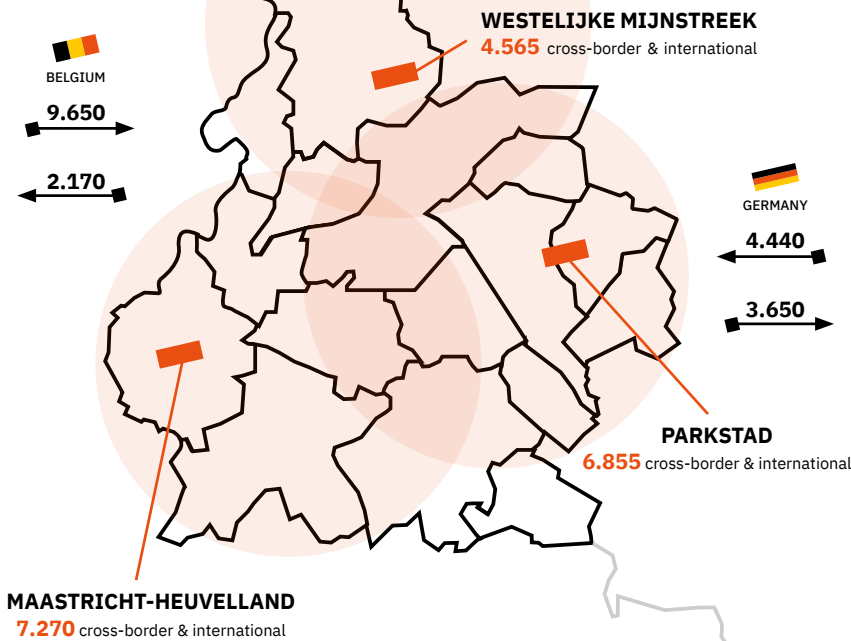 WESTELIJKE MIJNSTREEK
4.565 cross-border & international
BELGIUM
9.650
2.170
GERMANY
4.440
3.650
PARKSTAD
6.855 cross-border & international
MAASTRICHT-HEUVELLAND
7.270 cross-border & international